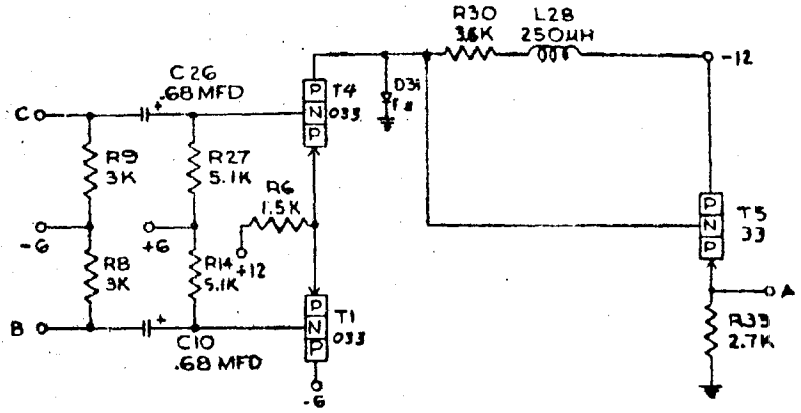 R30
3.6K
L28
250μH
-12
C26
+
.68 MFD
P
N
P
T4
033
D31
C
R9
3K
R27
5.1K
R6
1.5K
P
N
P
T5
33
-6
+6
+12
R8
3K
R14
5.1K
A
B
+
C10
.68 MFD
P
N
P
T1
033
-6
R33
2.7K